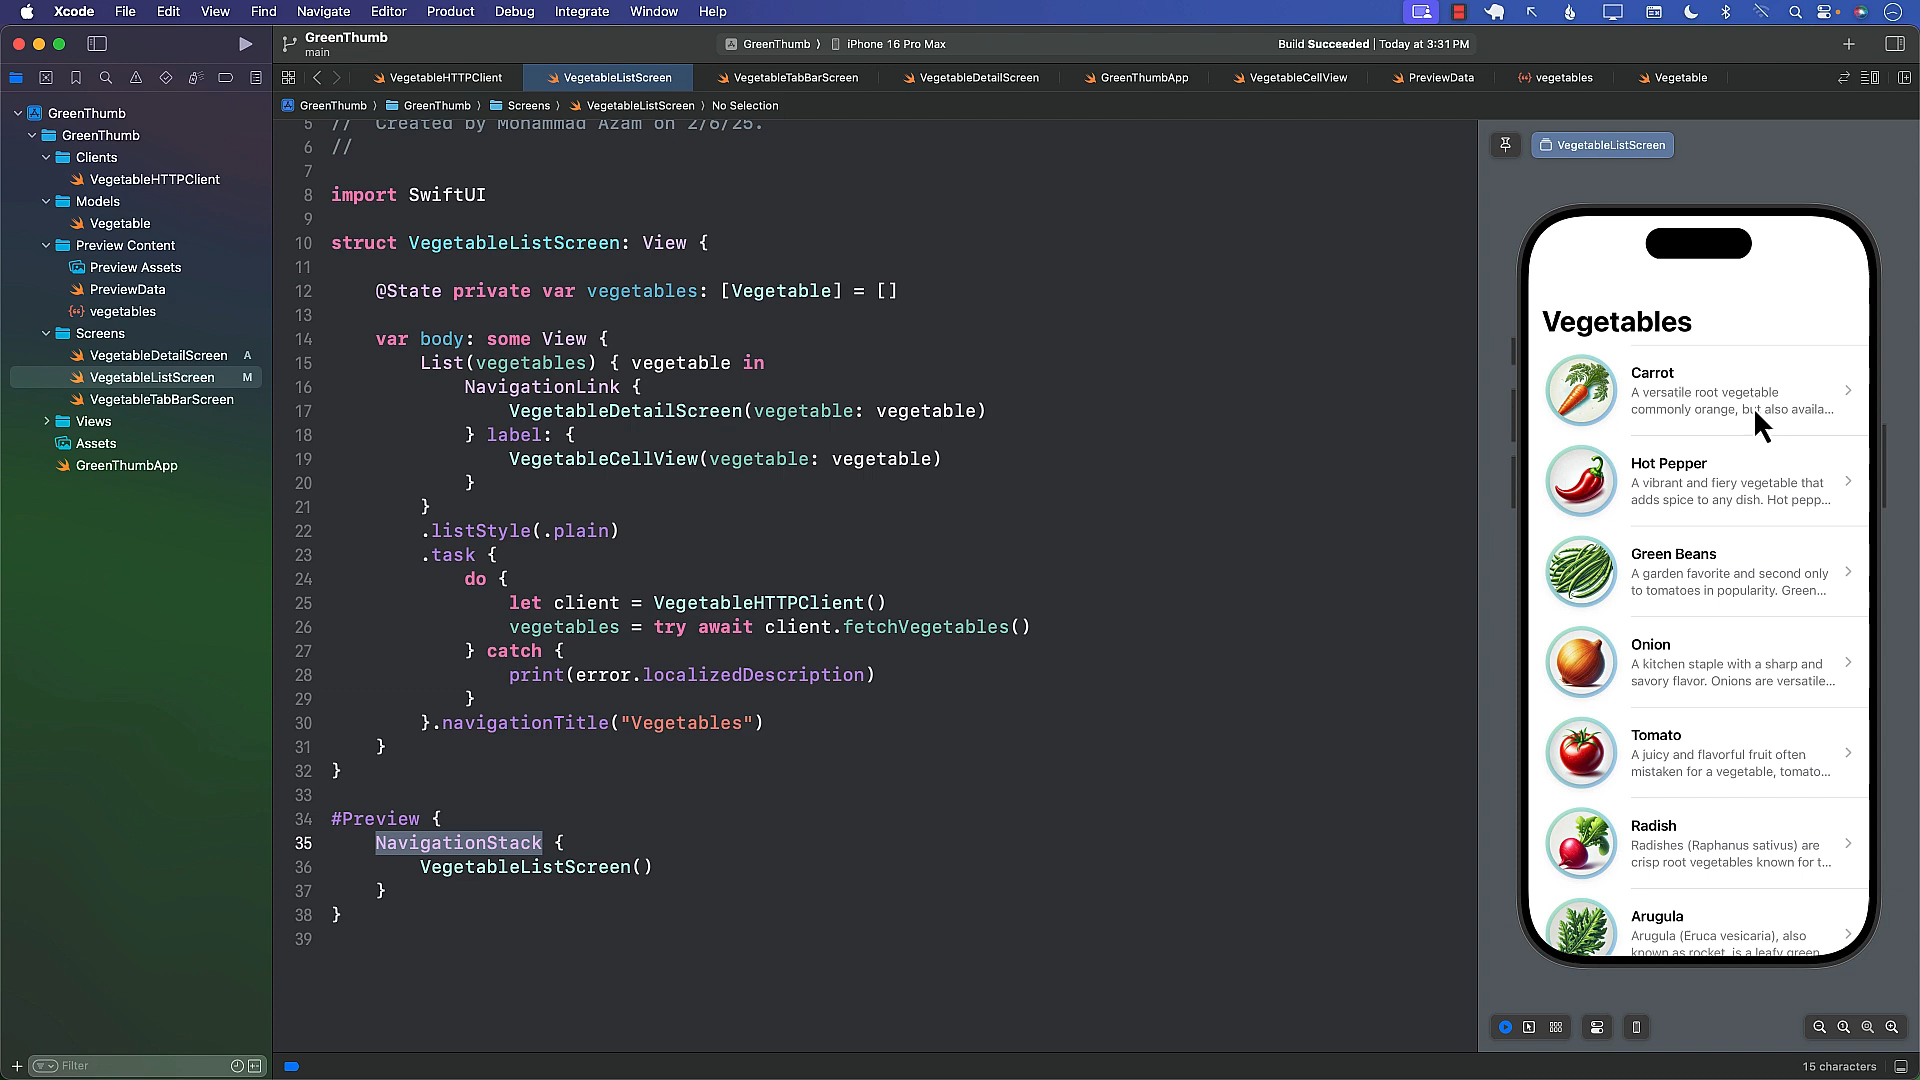 Xcode File Edit View Find Navigate Editor Product Debug Integrate Window Help
GreenThumb
main
GreenThumb 〉 iPhone 16 Pro Max
Build Succeeded | Today at 3:31 PM
VegetableHTTPClient VegetableListScreen VegetableTabBarScreen VegetableDetailScreen GreenThumbApp VegetableCellView PreviewData vegetables Vegetable
GreenThumb 〉 GreenThumb 〉 Screens 〉 VegetableListScreen 〉 No Selection
GreenThumb
GreenThumb
Clients
VegetableHTTPClient
Models
Vegetable
Preview Content
Preview Assets
PreviewData
vegetables
Screens
VegetableDetailScreen A
VegetableListScreen M
VegetableTabBarScreen
Views
Assets
GreenThumbApp
Filter
5 //  Created by Mohammad Azam on 2/6/25.
6 //
7
8 import SwiftUI
9
10 struct VegetableListScreen: View {
11
12     @State private var vegetables: [Vegetable] = []
13
14     var body: some View {
15         List(vegetables) { vegetable in
16             NavigationLink {
17                 VegetableDetailScreen(vegetable: vegetable)
18             } label: {
19                 VegetableCellView(vegetable: vegetable)
20             }
21         }
22         .listStyle(.plain)
23         .task {
24             do {
25                 let client = VegetableHTTPClient()
26                 vegetables = try await client.fetchVegetables()
27             } catch {
28                 print(error.localizedDescription)
29             }
30         }.navigationTitle("Vegetables")
31     }
32 }
33
34 #Preview {
35     NavigationStack {
36         VegetableListScreen()
37     }
38 }
39
VegetableListScreen
Vegetables
Carrot
A versatile root vegetable
commonly orange, but also availa...
Hot Pepper
A vibrant and fiery vegetable that
adds spice to any dish. Hot pepp...
Green Beans
A garden favorite and second only
to tomatoes in popularity. Green...
Onion
A kitchen staple with a sharp and
savory flavor. Onions are versatile...
Tomato
A juicy and flavorful fruit often
mistaken for a vegetable, tomato...
Radish
Radishes (Raphanus sativus) are
crisp root vegetables known for t...
Arugula
Arugula (Eruca vesicaria), also
known as rocket, is a leafy green
15 characters